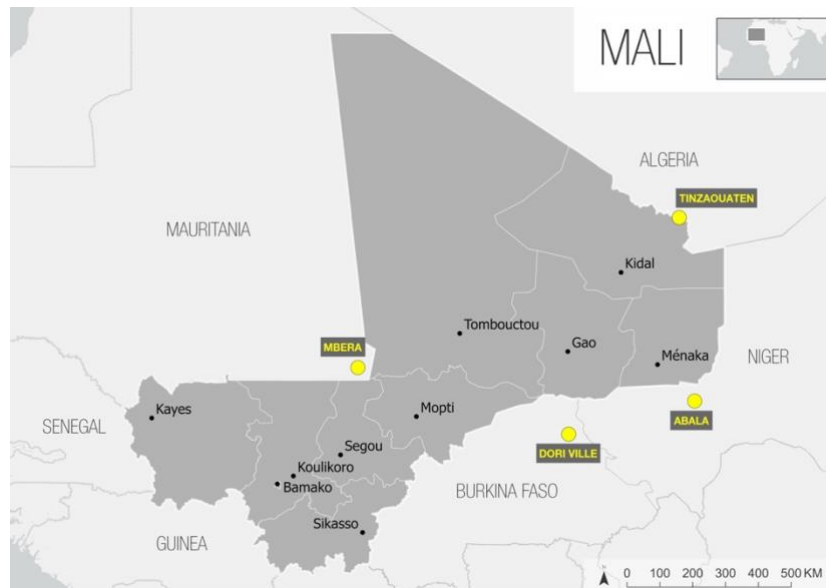 MALI
ALGERIA
TINZAOUATEN
MAURITANIA
Kidal
Tombouctou
Gao
MBERA
Ménaka
NIGER
Kayes
Mopti
ABALA
SENEGAL
DORI VILLE
Segou
Koulikoro
Bamako
BURKINA FASO
Sikasso
GUINEA
0 100 200 300 400 500 KM